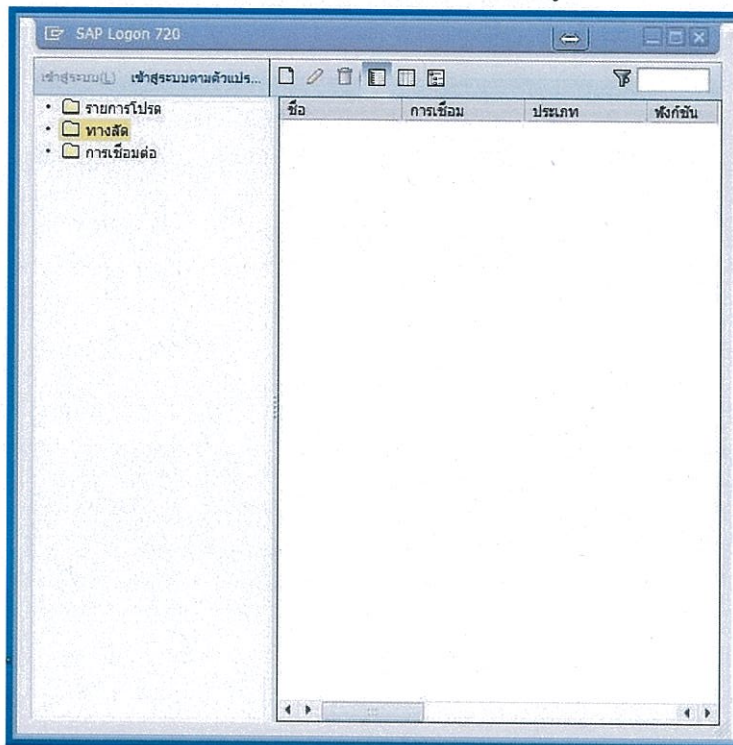 SAP Logon 720
เข้าสู่ระบบ(L) เข้าสู่ระบบตามตัวแปร...
รายการโปรด
ทางลัด
การเชื่อมต่อ
ชื่อ การเชื่อม ประเภท ฟังก์ชัน